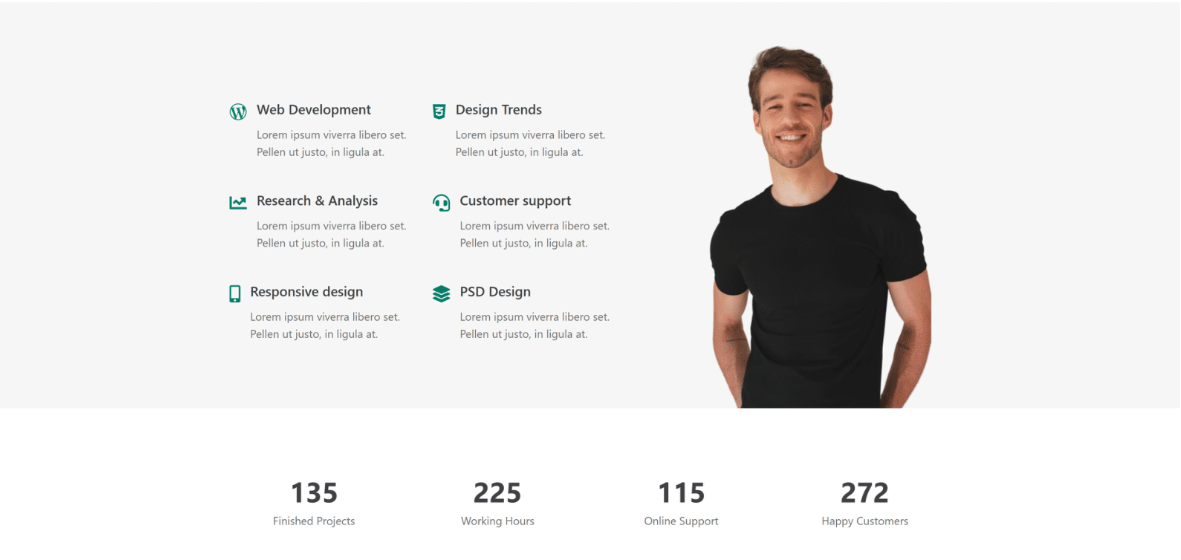 Web Development
Lorem ipsum viverra libero set.
Pellen ut justo, in ligula at.
Design Trends
Lorem ipsum viverra libero set.
Pellen ut justo, in ligula at.
Research & Analysis
Lorem ipsum viverra libero set.
Pellen ut justo, in ligula at.
Customer support
Lorem ipsum viverra libero set.
Pellen ut justo, in ligula at.
Responsive design
Lorem ipsum viverra libero set.
Pellen ut justo, in ligula at.
PSD Design
Lorem ipsum viverra libero set.
Pellen ut justo, in ligula at.
135
Finished Projects
225
Working Hours
115
Online Support
272
Happy Customers